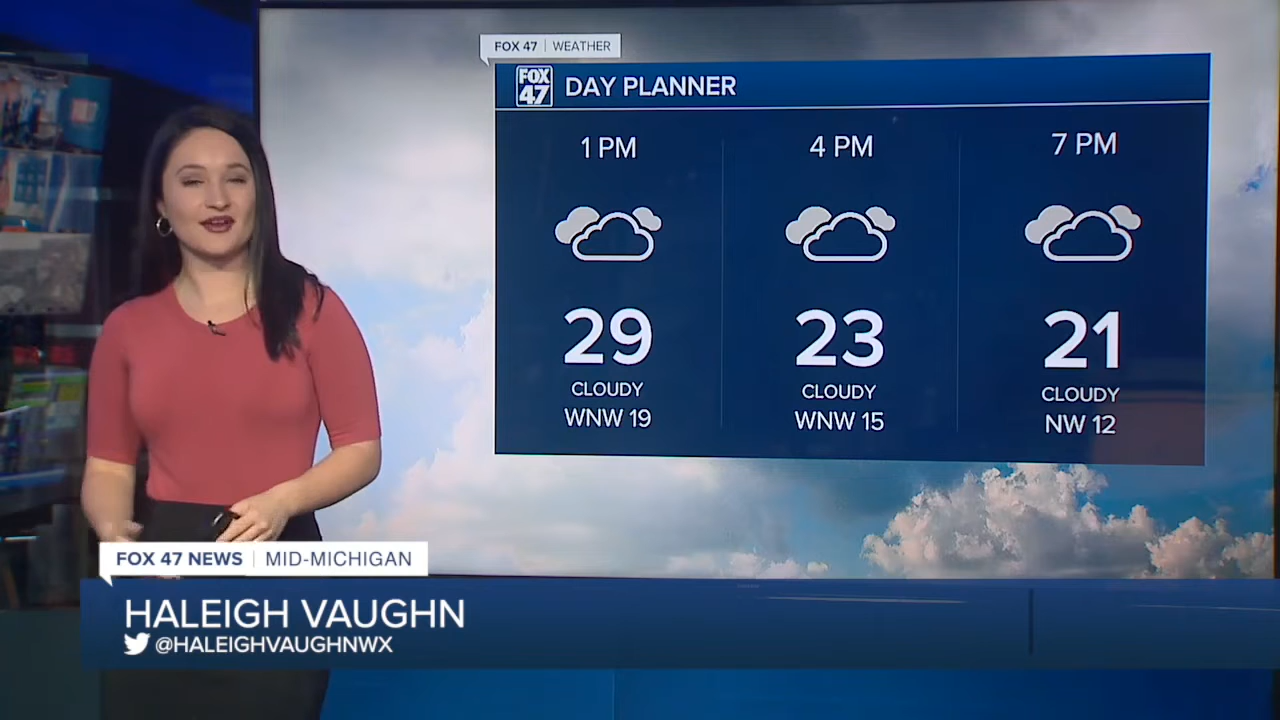 FOX 47 | WEATHER
FOX 47
DAY PLANNER
1 PM
4 PM
7 PM
29
23
21
CLOUDY
CLOUDY
CLOUDY
WNW 19
WNW 15
NW 12
FOX 47 NEWS | MID-MICHIGAN
HALEIGH VAUGHN
@HALEIGHVAUGHNWX